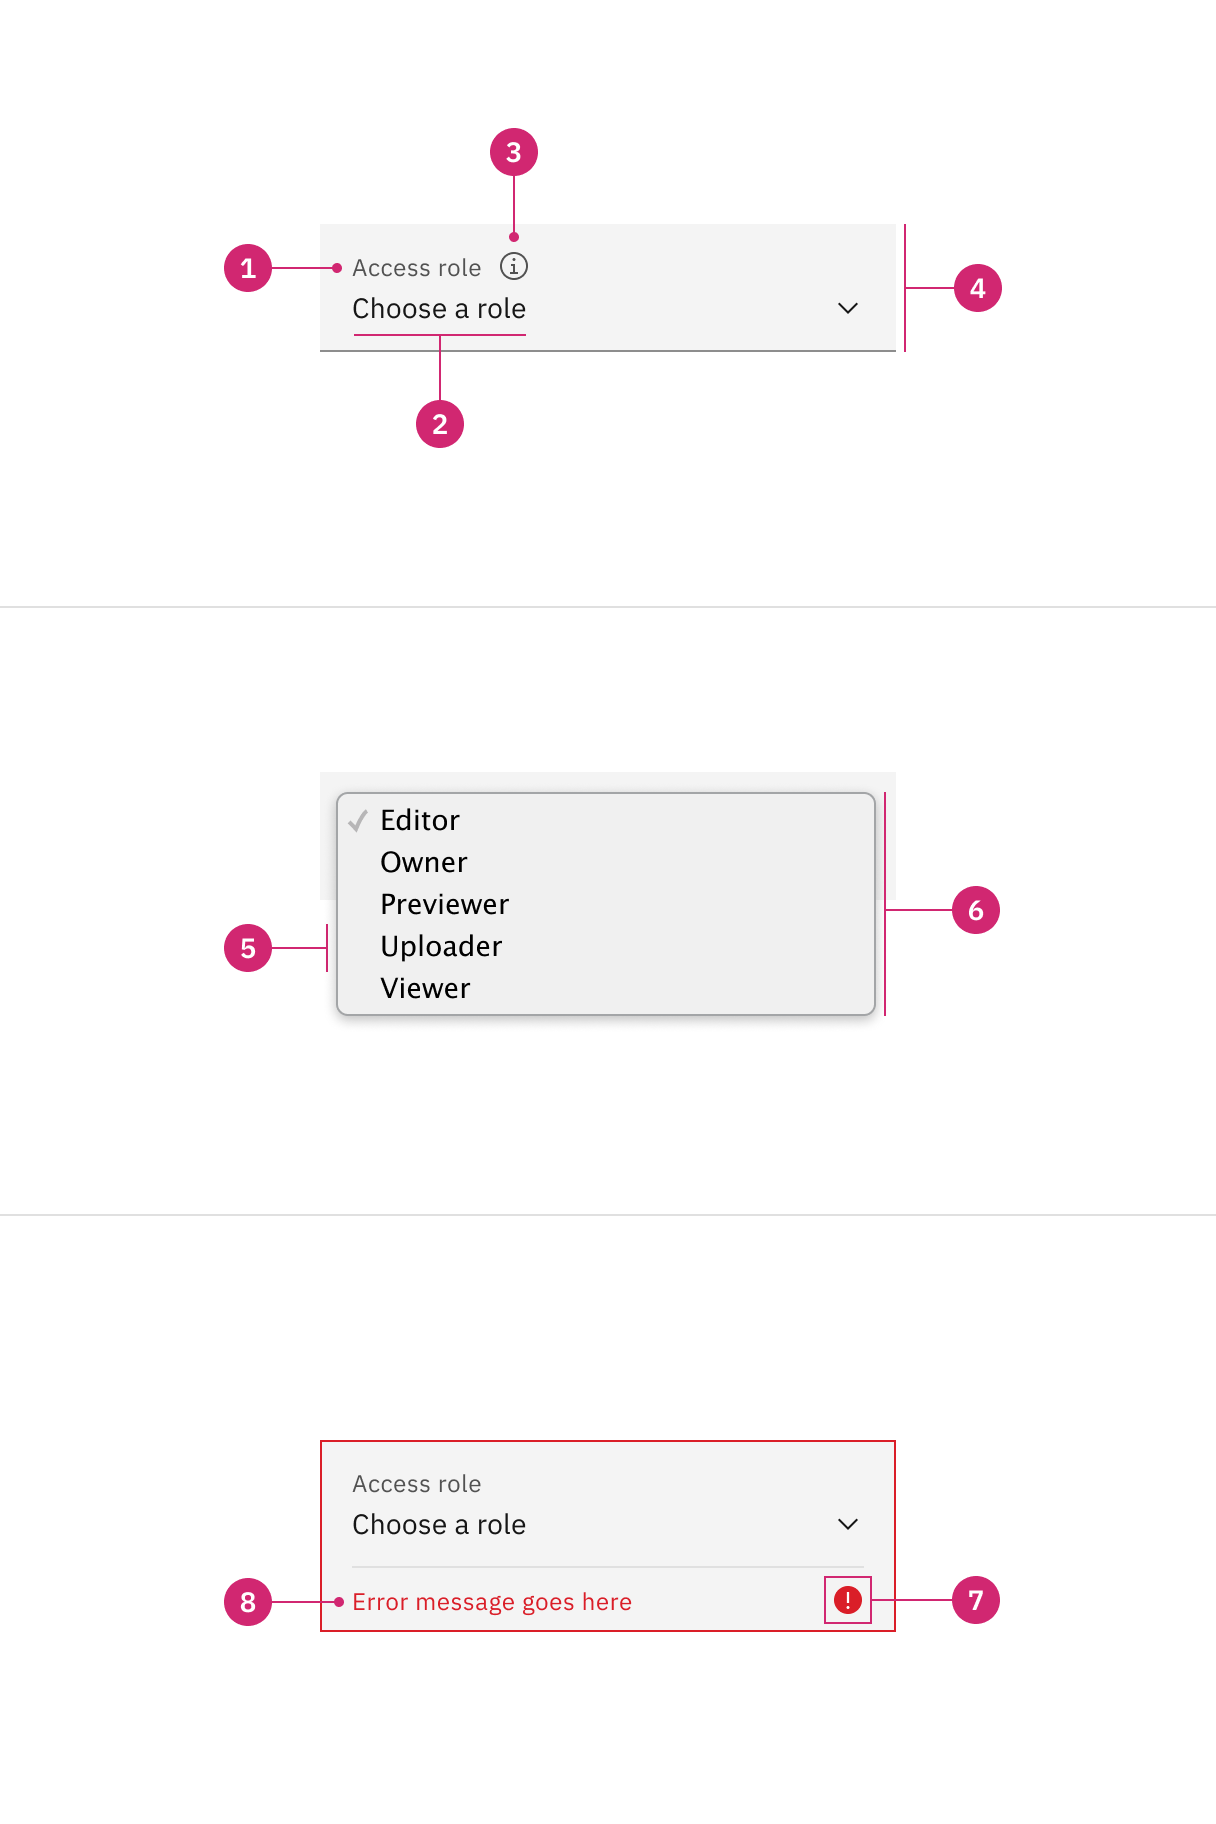 3
1
Access role
4
Choose a role
2
Editor
Owner
Previewer
6
5
Uploader
Viewer
Access role
Choose a role
8
Error message goes here
7